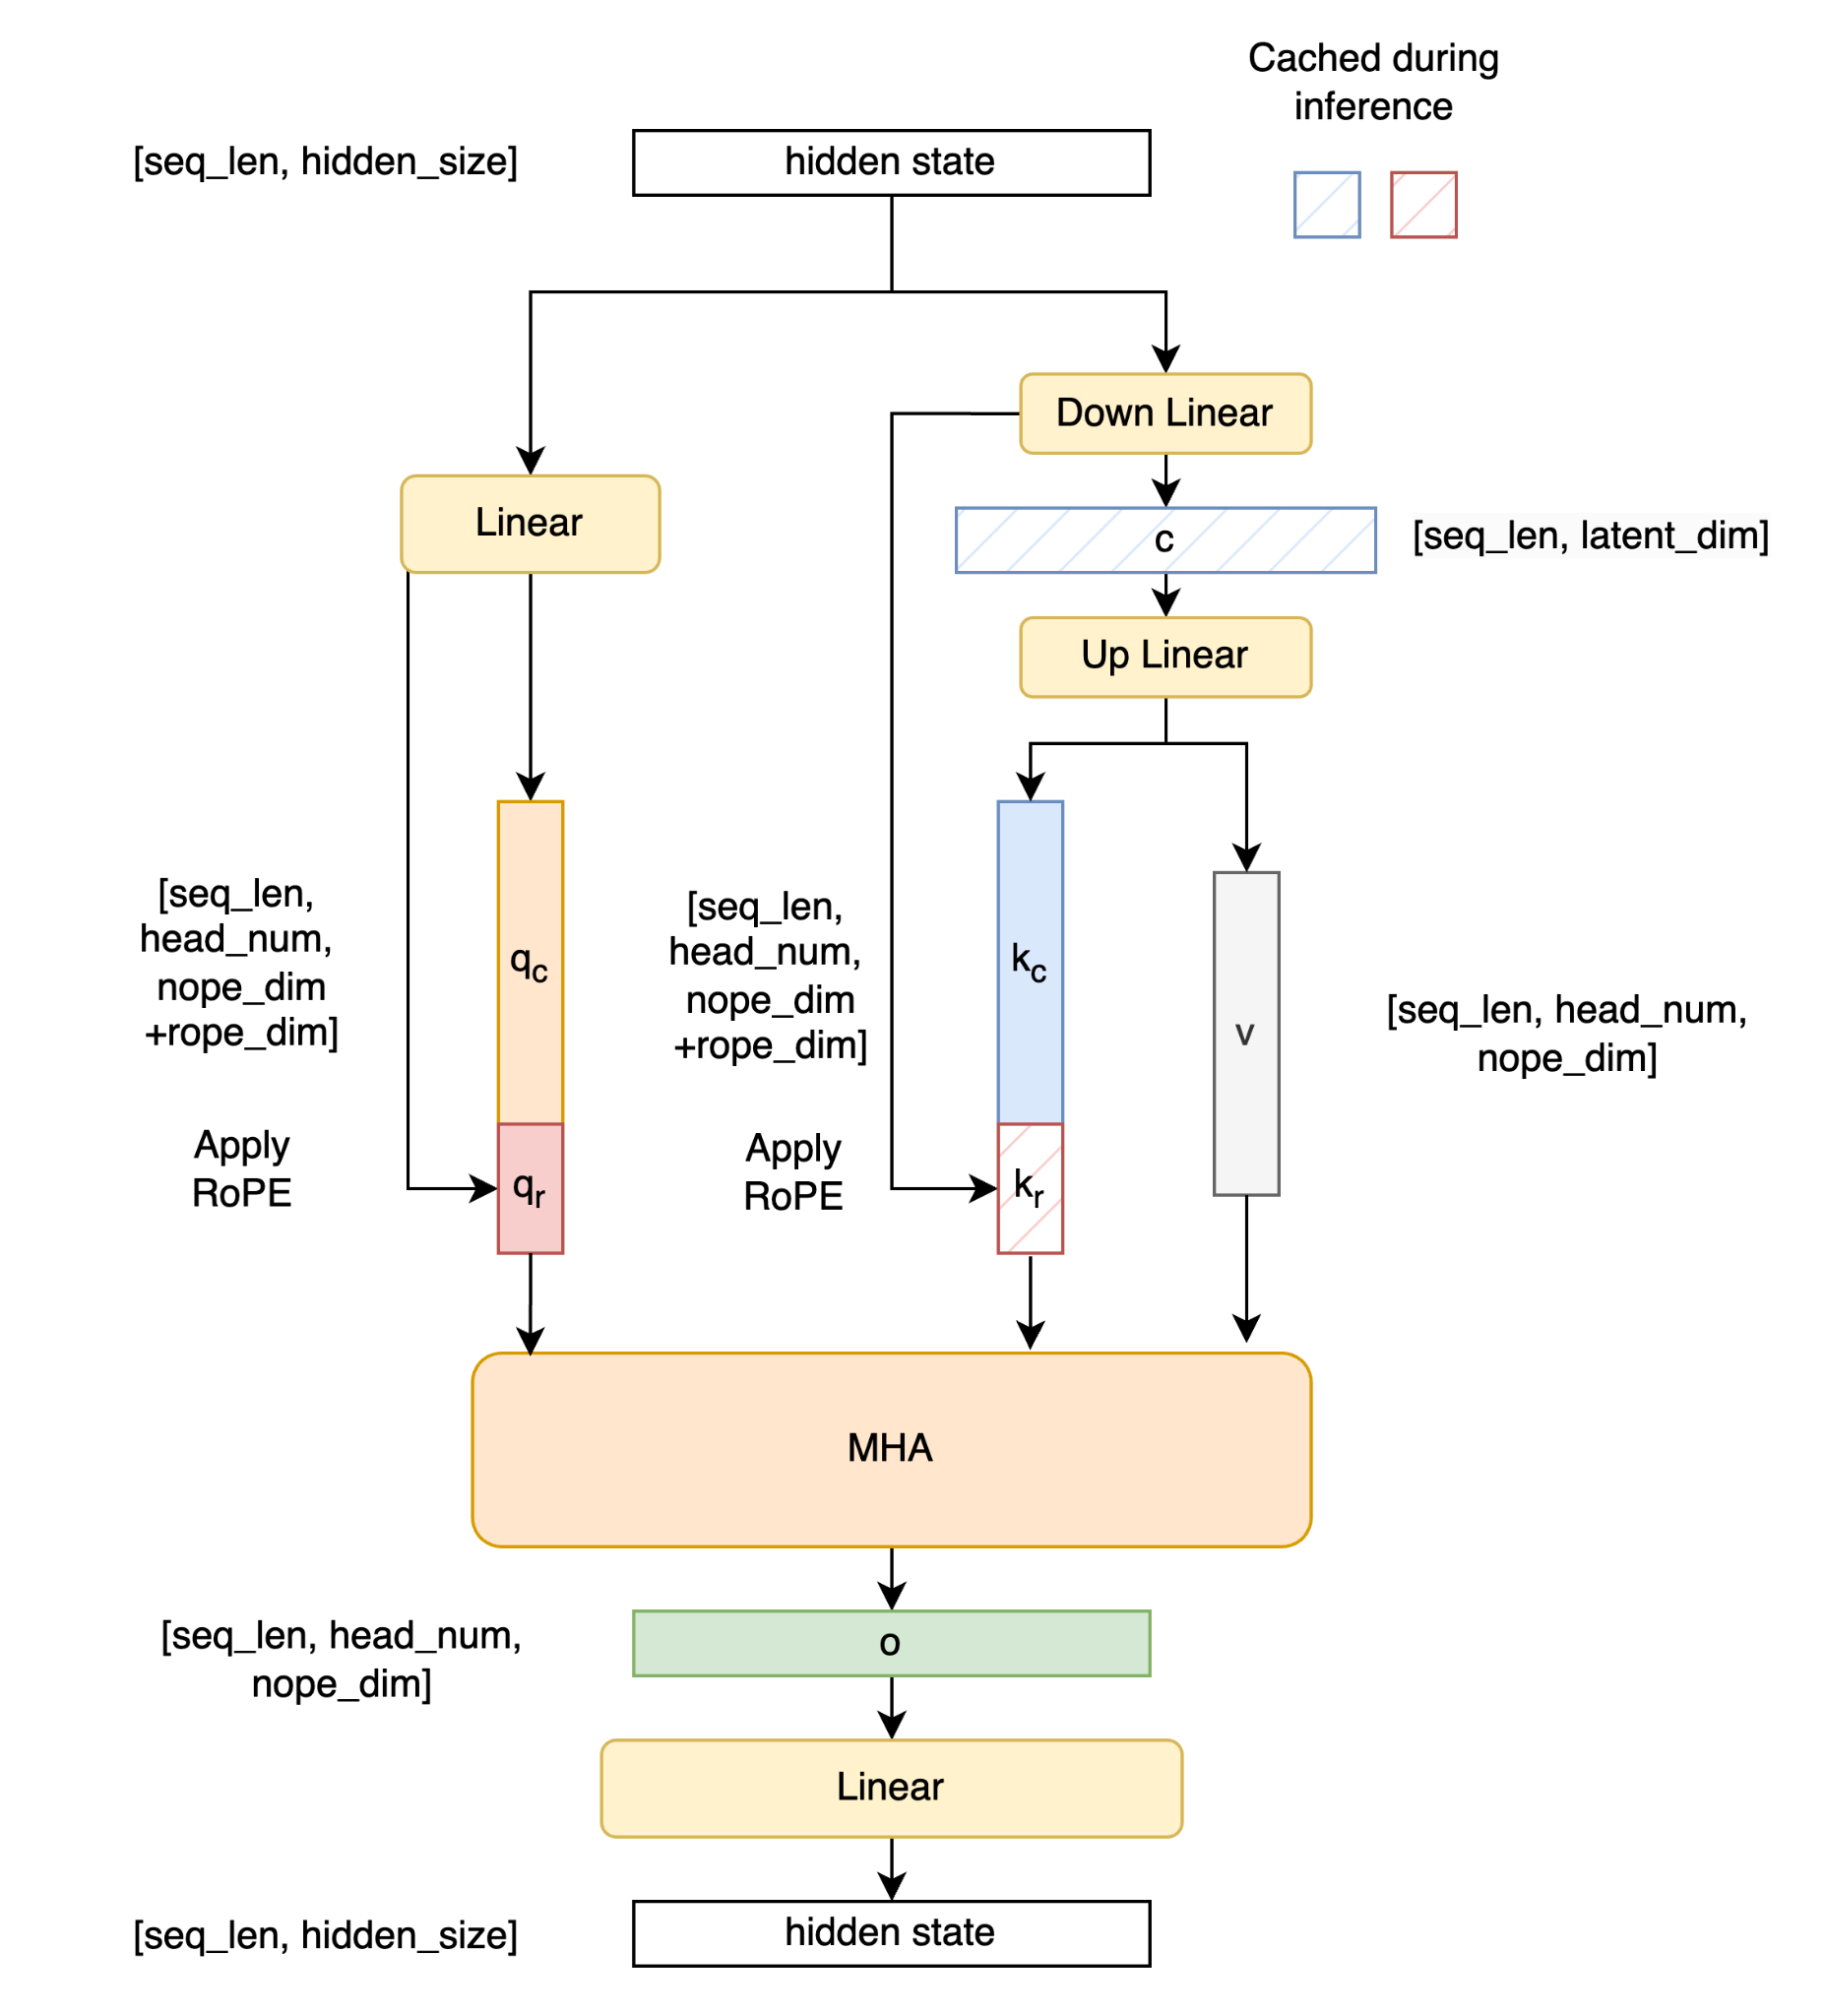 Cached during
inference
[seq_len, hidden_size]
hidden state
Down Linear
Linear
c
[seq_len, latent_dim]
Up Linear
[seq_len,
head_num,
nope_dim
+rope_dim]
qc
[seq_len,
head_num,
nope_dim
+rope_dim]
kc
v
[seq_len, head_num,
nope_dim]
Apply
RoPE
qr
Apply
RoPE
kr
MHA
[seq_len, head_num,
nope_dim]
o
Linear
[seq_len, hidden_size]
hidden state